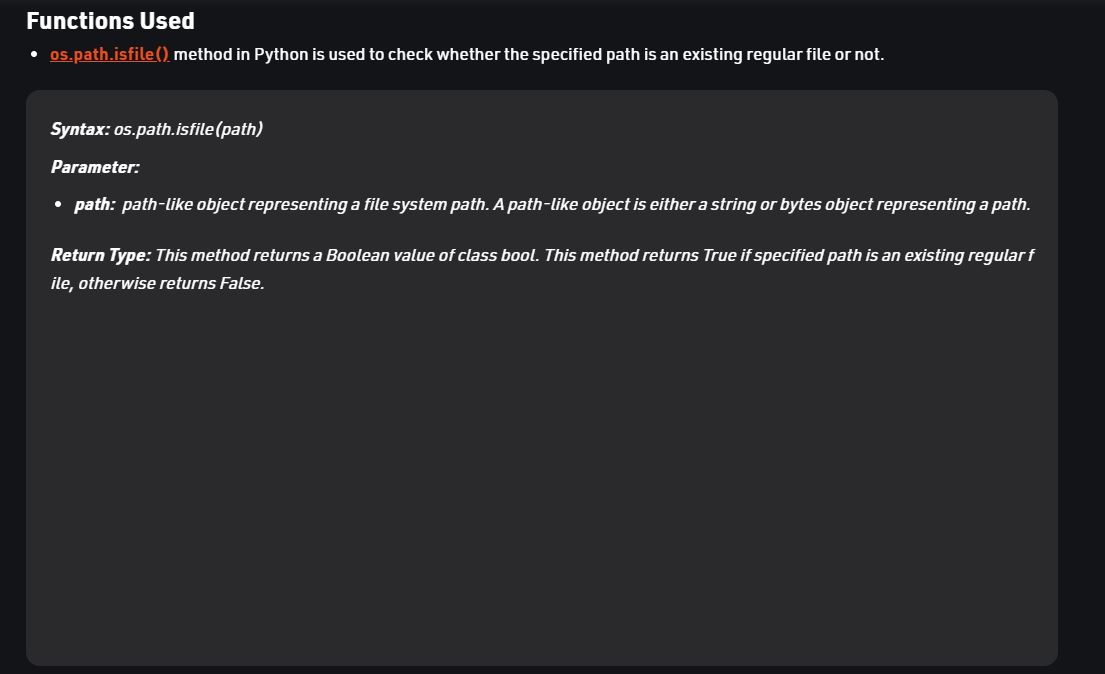 Functions Used
• os.path.isfile() method in Python is used to check whether the specified path is an existing regular file or not.
Syntax: os.path.isfile(path)
Parameter:
• path: path-like object representing a file system path. A path-like object is either a string or bytes object representing a path.
Return Type: This method returns a Boolean value of class bool. This method returns True if specified path is an existing regular f
ile, otherwise returns False.